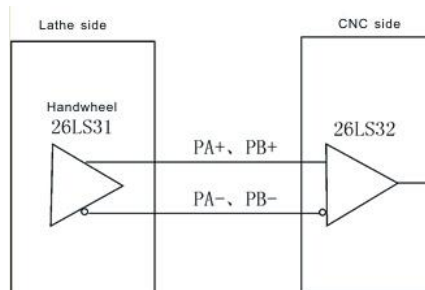 Lathe side
CNC side
Handwheel
26LS31
26LS32
PA+、PB+
PA-、PB-